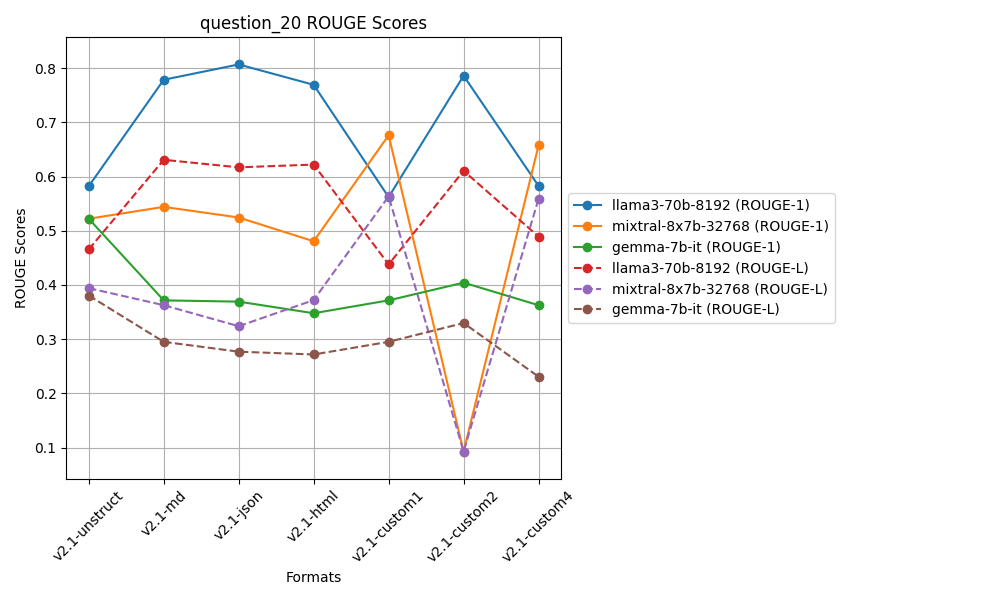 question_20 ROUGE Scores
ROUGE Scores
0.8
0.7
0.6
0.5
0.4
0.3
0.2
0.1
v2.1-unstruct
v2.1-md
v2.1-json
v2.1-html
v2.1-custom1
v2.1-custom2
v2.1-custom4
Formats
llama3-70b-8192 (ROUGE-1)
mixtral-8x7b-32768 (ROUGE-1)
gemma-7b-it (ROUGE-1)
llama3-70b-8192 (ROUGE-L)
mixtral-8x7b-32768 (ROUGE-L)
gemma-7b-it (ROUGE-L)